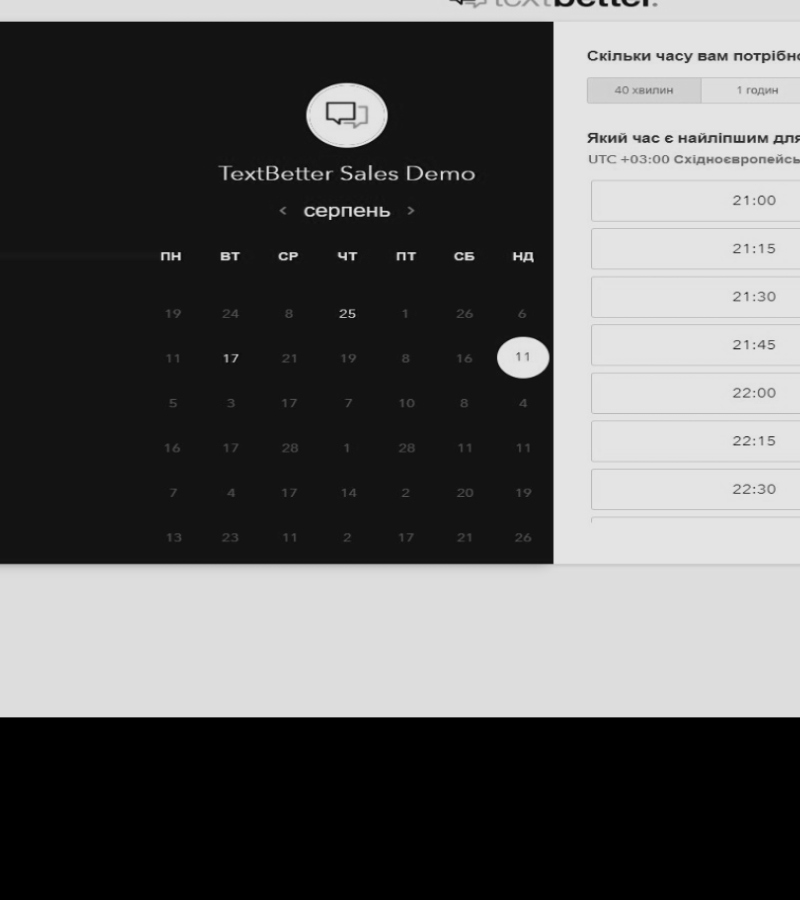 textbetter.
TextBetter Sales Demo
< серпень >
ПН ВТ СР ЧТ ПТ СБ НД
19 24 8 25 1 26 6
11 17 21 19 8 16 11
5 3 17 7 10 8 4
16 17 28 1 28 11 11
7 4 17 14 2 20 19
13 23 11 2 17 21 26
Скільки часу вам потрібно
40 хвилин 1 годин
Який час є найліпшим для
UTC +03:00
21:00
21:15
21:30
21:45
22:00
22:15
22:30